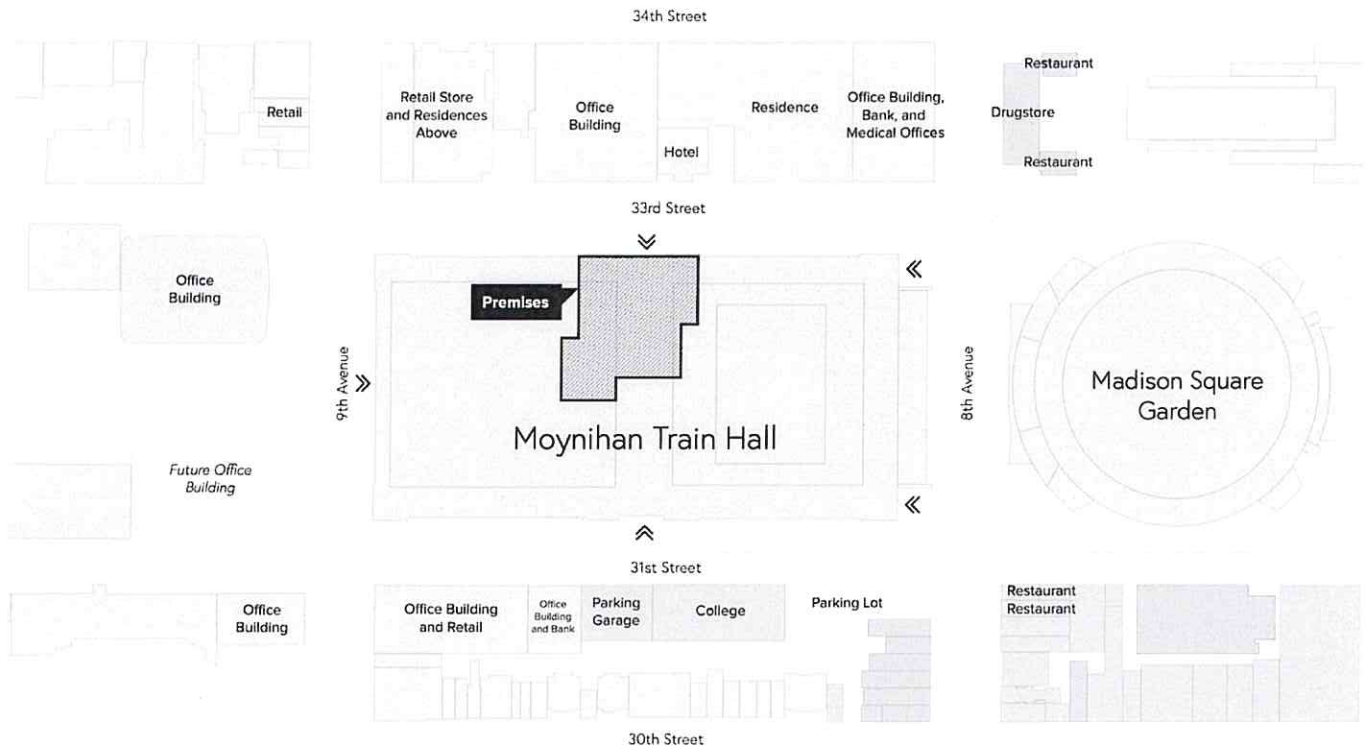 34th Street
Retail
Retail Store
and Residences
Above
Office
Building
Hotel
Residence
Office Building,
Bank, and
Medical Offices
Restaurant
Drugstore
Restaurant
33rd Street
Office
Building
Premises
9th Avenue
Moynihan Train Hall
8th Avenue
Madison Square
Garden
Future Office
Building
31st Street
Office
Building
Office Building
and Retail
Office
Building
and Bank
Parking
Garage
College
Parking Lot
Restaurant
Restaurant
30th Street